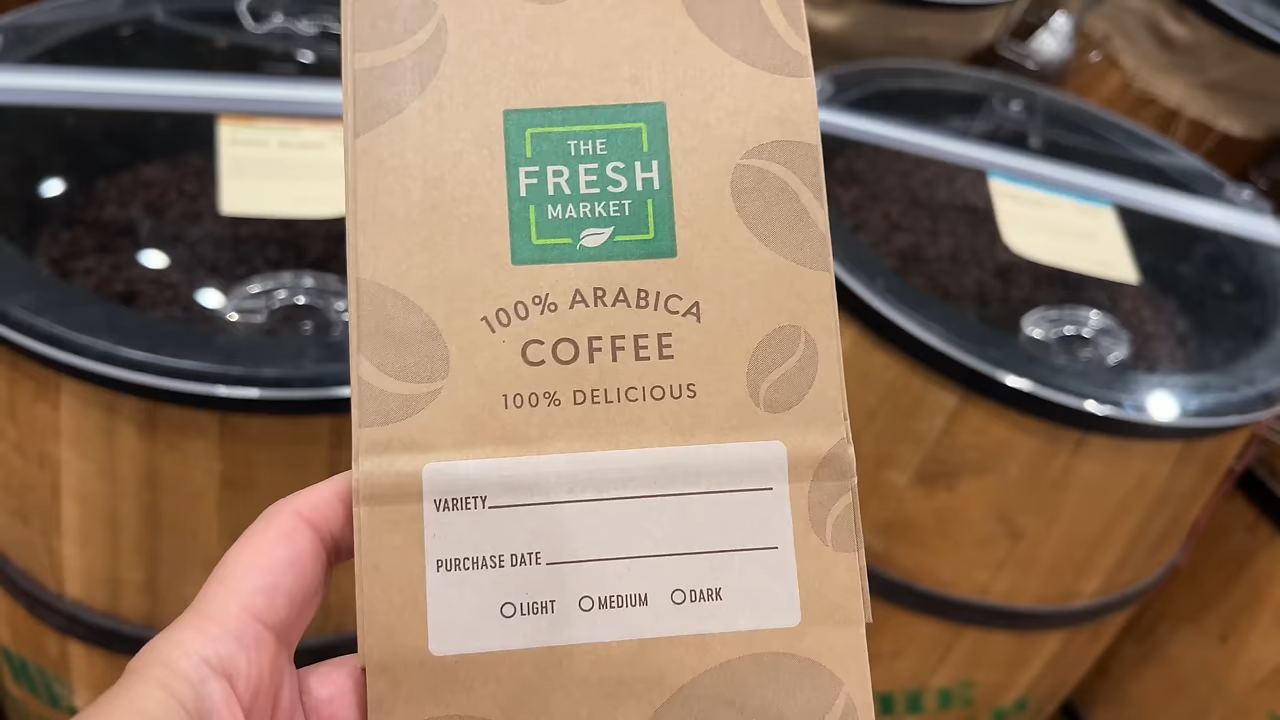 THE
FRESH
MARKET
100% ARABICA
COFFEE
100% DELICIOUS
VARIETY
PURCHASE DATE
LIGHT MEDIUM DARK